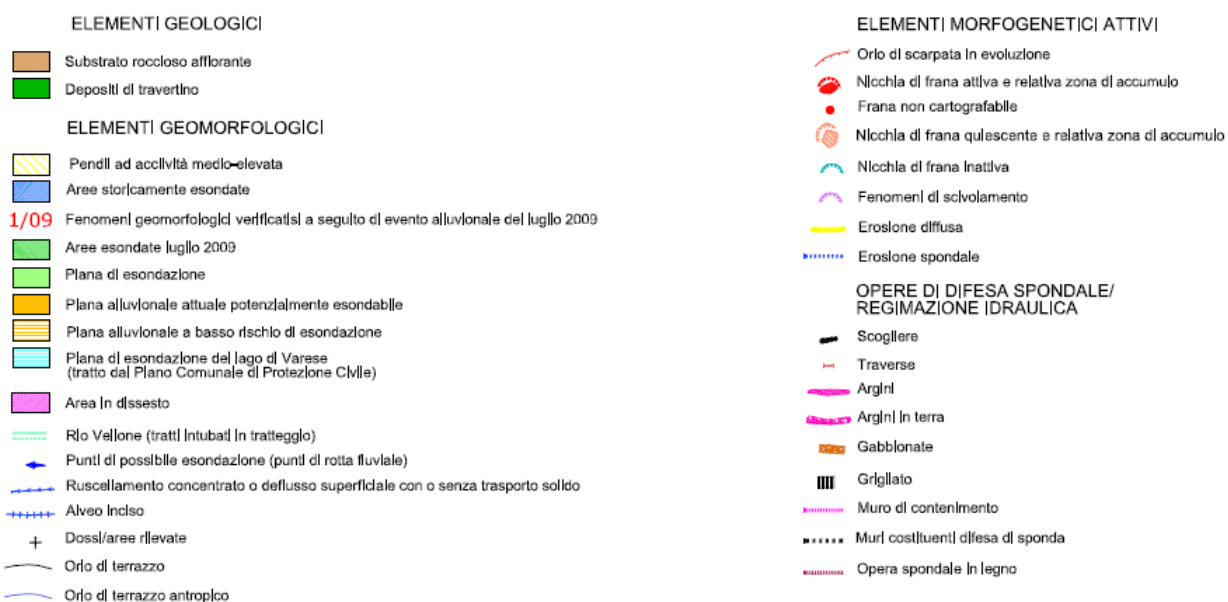 ELEMENTI GEOLOGICI
Substrato roccioso affiorante
Depositi di travertino
ELEMENTI GEOMORFOLOGICI
Pendii ad acclività medio-elevata
Aree storicamente esondate
1/09 Fenomeni geomorfologici verificatisi a seguito di evento alluvionale del luglio 2009
Aree esondate luglio 2009
Piana di esondazione
Piana alluvionale attuale potenzialmente esondabile
Piana alluvionale a basso rischio di esondazione
Piana di esondazione del lago di Varese
(tratto dal Piano Comunale di Protezione Civile)
Area in dissesto
Rio Vellone (tratti intubati in tratteggio)
Punti di possibile esondazione (punti di rotta fluviale)
Ruscellamento concentrato o deflusso superficiale con o senza trasporto solido
Alveo inciso
Dossi/aree rilevate
Orlo di terrazzo
Orlo di terrazzo antropico
ELEMENTI MORFOGENETICI ATTIVI
Orlo di scarpata in evoluzione
Nicchia di frana attiva e relativa zona di accumulo
Frana non cartografabile
Nicchia di frana quiescente e relativa zona di accumulo
Nicchia di frana inattiva
Fenomeni di scivolamento
Erosione diffusa
Erosione spondale
OPERE DI DIFESA SPONDALE/
REGIMAZIONE IDRAULICA
Scogliere
Traverse
Argini
Argini in terra
Gabbionate
Grigliato
Muro di contenimento
Muri costituenti difesa di sponda
Opera spondale in legno